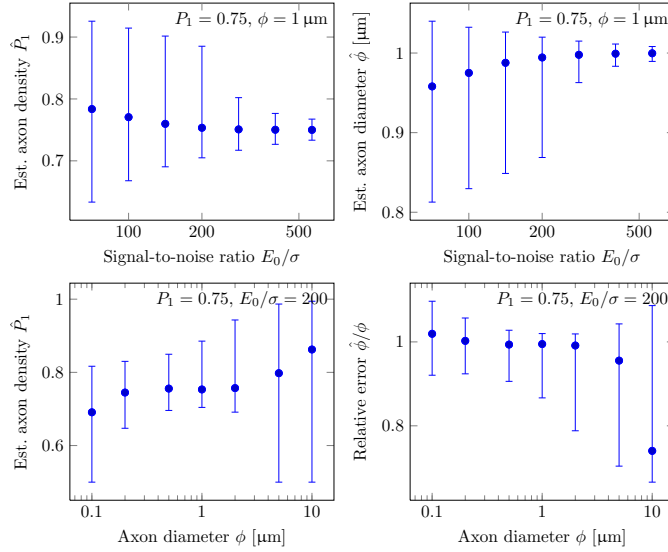 P₁ = 0.75, ϕ = 1 µm
0.9
0.7
Est. axon density P̂₁
100
200
500
Signal-to-noise ratio E₀/σ
P₁ = 0.75, ϕ = 1 µm
1
0.9
0.8
Est. axon diameter ϕ̂ [µm]
100
200
500
Signal-to-noise ratio E₀/σ
P₁ = 0.75, E₀/σ = 200
1
0.8
0.6
Est. axon density P̂₁
0.1
1
10
Axon diameter ϕ [µm]
P₁ = 0.75, E₀/σ = 200
1
0.8
Relative error ϕ̂/ϕ
0.1
1
10
Axon diameter ϕ [µm]